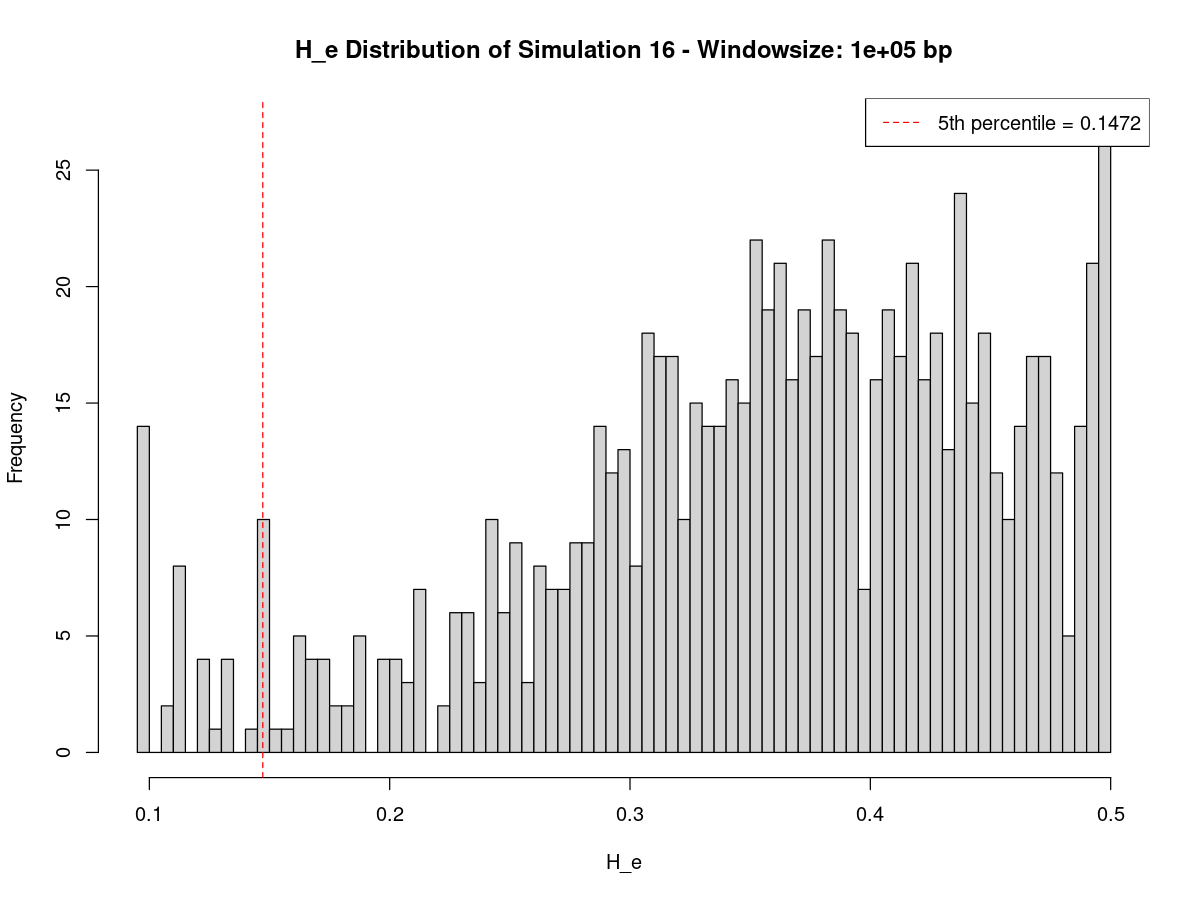 H_e Distribution of Simulation 16 - Windowsize: 1e+05 bp
5th percentile = 0.1472
Frequency
25
20
15
10
5
0
0.1 0.2 0.3 0.4 0.5
H_e